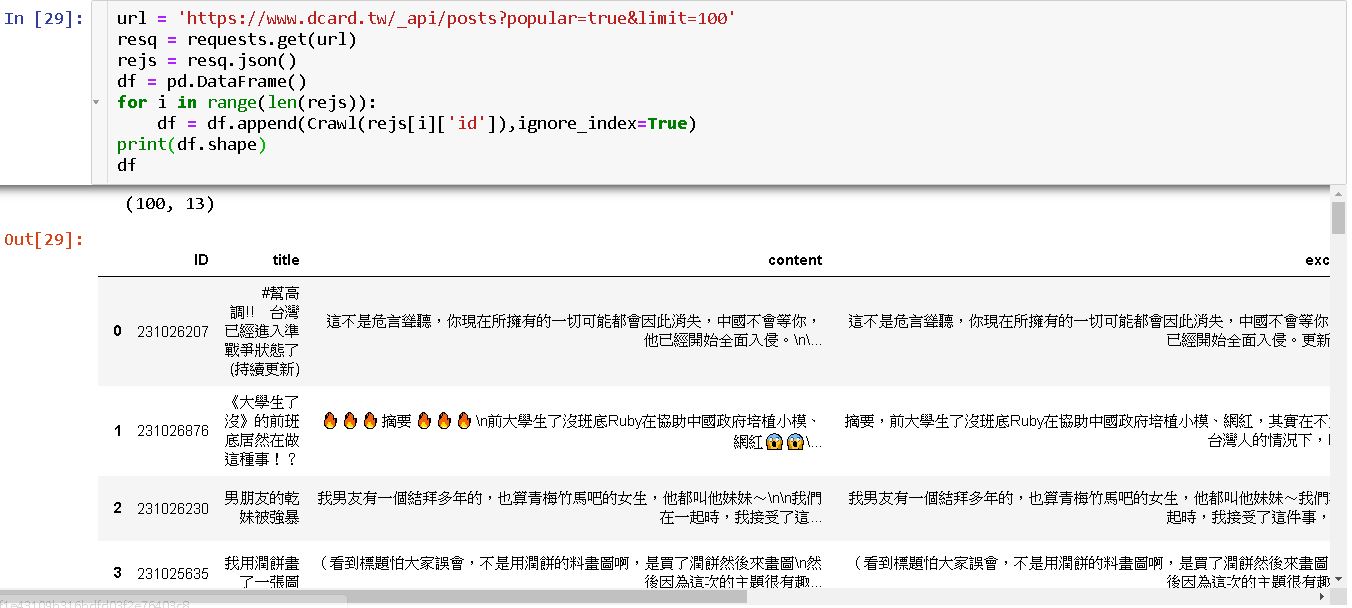 In [29]:
url = 'https://www.dcard.tw/_api/posts?popular=true&limit=100'
resq = requests.get(url)
rejs = resq.json()
df = pd.DataFrame()
for i in range(len(rejs)):
    df = df.append(Crawl(rejs[i]['id']),ignore_index=True)
print(df.shape)
df
(100, 13)
Out[29]:
ID title content exc
0 231026207
#幫高
調!! 台灣
已經進入準
戰爭狀態了
(持續更新)
這不是危言聳聽，你現在所擁有的一切可能都會因此消失，中國不會等你，
他已經開始全面入侵。\n\...
這不是危言聳聽，你現在所擁有的一切可能都會因此消失，中國不會等你
已經開始全面入侵。更新
1 231026876
《大學生了
沒》的前班
底居然在做
這種事！？
🔥🔥🔥摘要🔥🔥🔥\n前大學生了沒班底Ruby在協助中國政府培植小模、
網紅😱😱\...
摘要，前大學生了沒班底Ruby在協助中國政府培植小模、網紅，其實在不
台灣人的情況下，
2 231026230
男朋友的乾
妹被強暴
我男友有一個結拜多年的，也算青梅竹馬吧的女生，他都叫他妹妹～\n\n我們
在一起時，我接受了這...
我男友有一個結拜多年的，也算青梅竹馬吧的女生，他都叫他妹妹～我們
起時，我接受了這件事，
3 231025635
我用潤餅畫
了一張圖
（看到標題怕大家誤會，不是用潤餅的料畫圖啊，是買了潤餅然後來畫圖\n然
後因為這次的主題很有趣...
（看到標題怕大家誤會，不是用潤餅的料畫圖啊，是買了潤餅然後來畫圖
後因為這次的主題很有趣